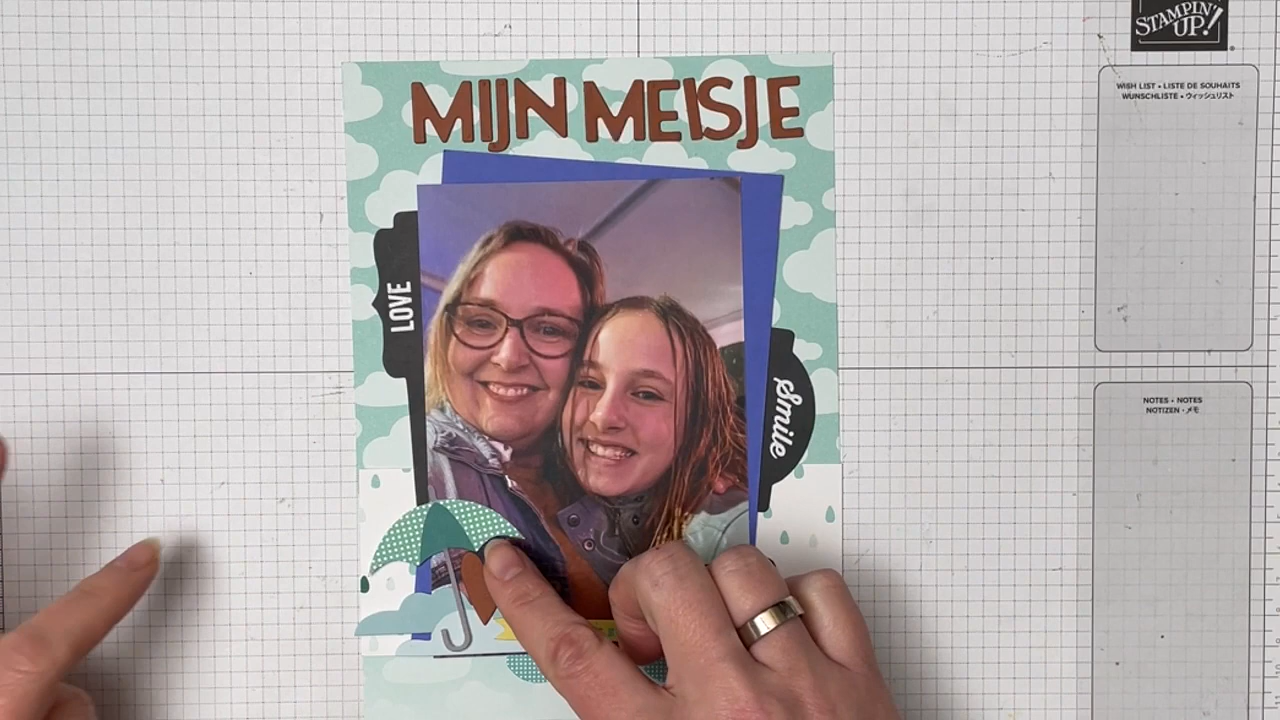 STAMPIN'
UP!
WISH LIST • LISTE DE SOUHAITS
WUNSCHLISTE • ウィッシュリスト
MIJN MEISJE
LOVE
Smile
NOTES • NOTES
NOTIZEN • メモ